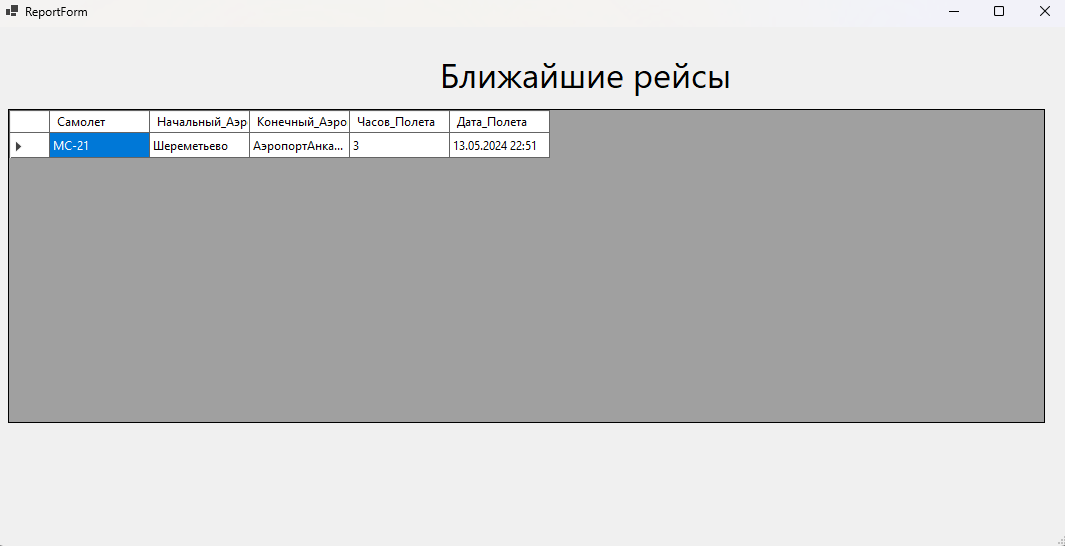 ReportForm
Ближайшие рейсы
Самолет Начальный_Аэр Конечный_Аэро Часов_Полета Дата_Полета
МС-21 Шереметьево АэропортАнка... 3 13.05.2024 22:51